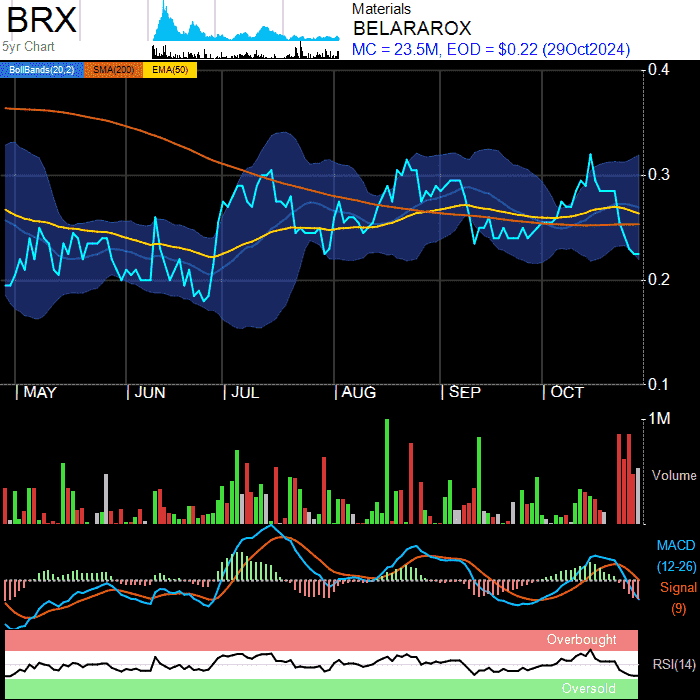 BRX
5yr Chart
Materials
BELARAROX
MC = 23.5M, EOD = $0.22 (29Oct2024)
BollBands(20,2) SMA(200) EMA(50)
0.4
0.3
0.2
0.1
MAY JUN JUL AUG SEP OCT
1M
Volume
MACD
(12-26)
Signal
(9)
Overbought
RSI(14)
Oversold